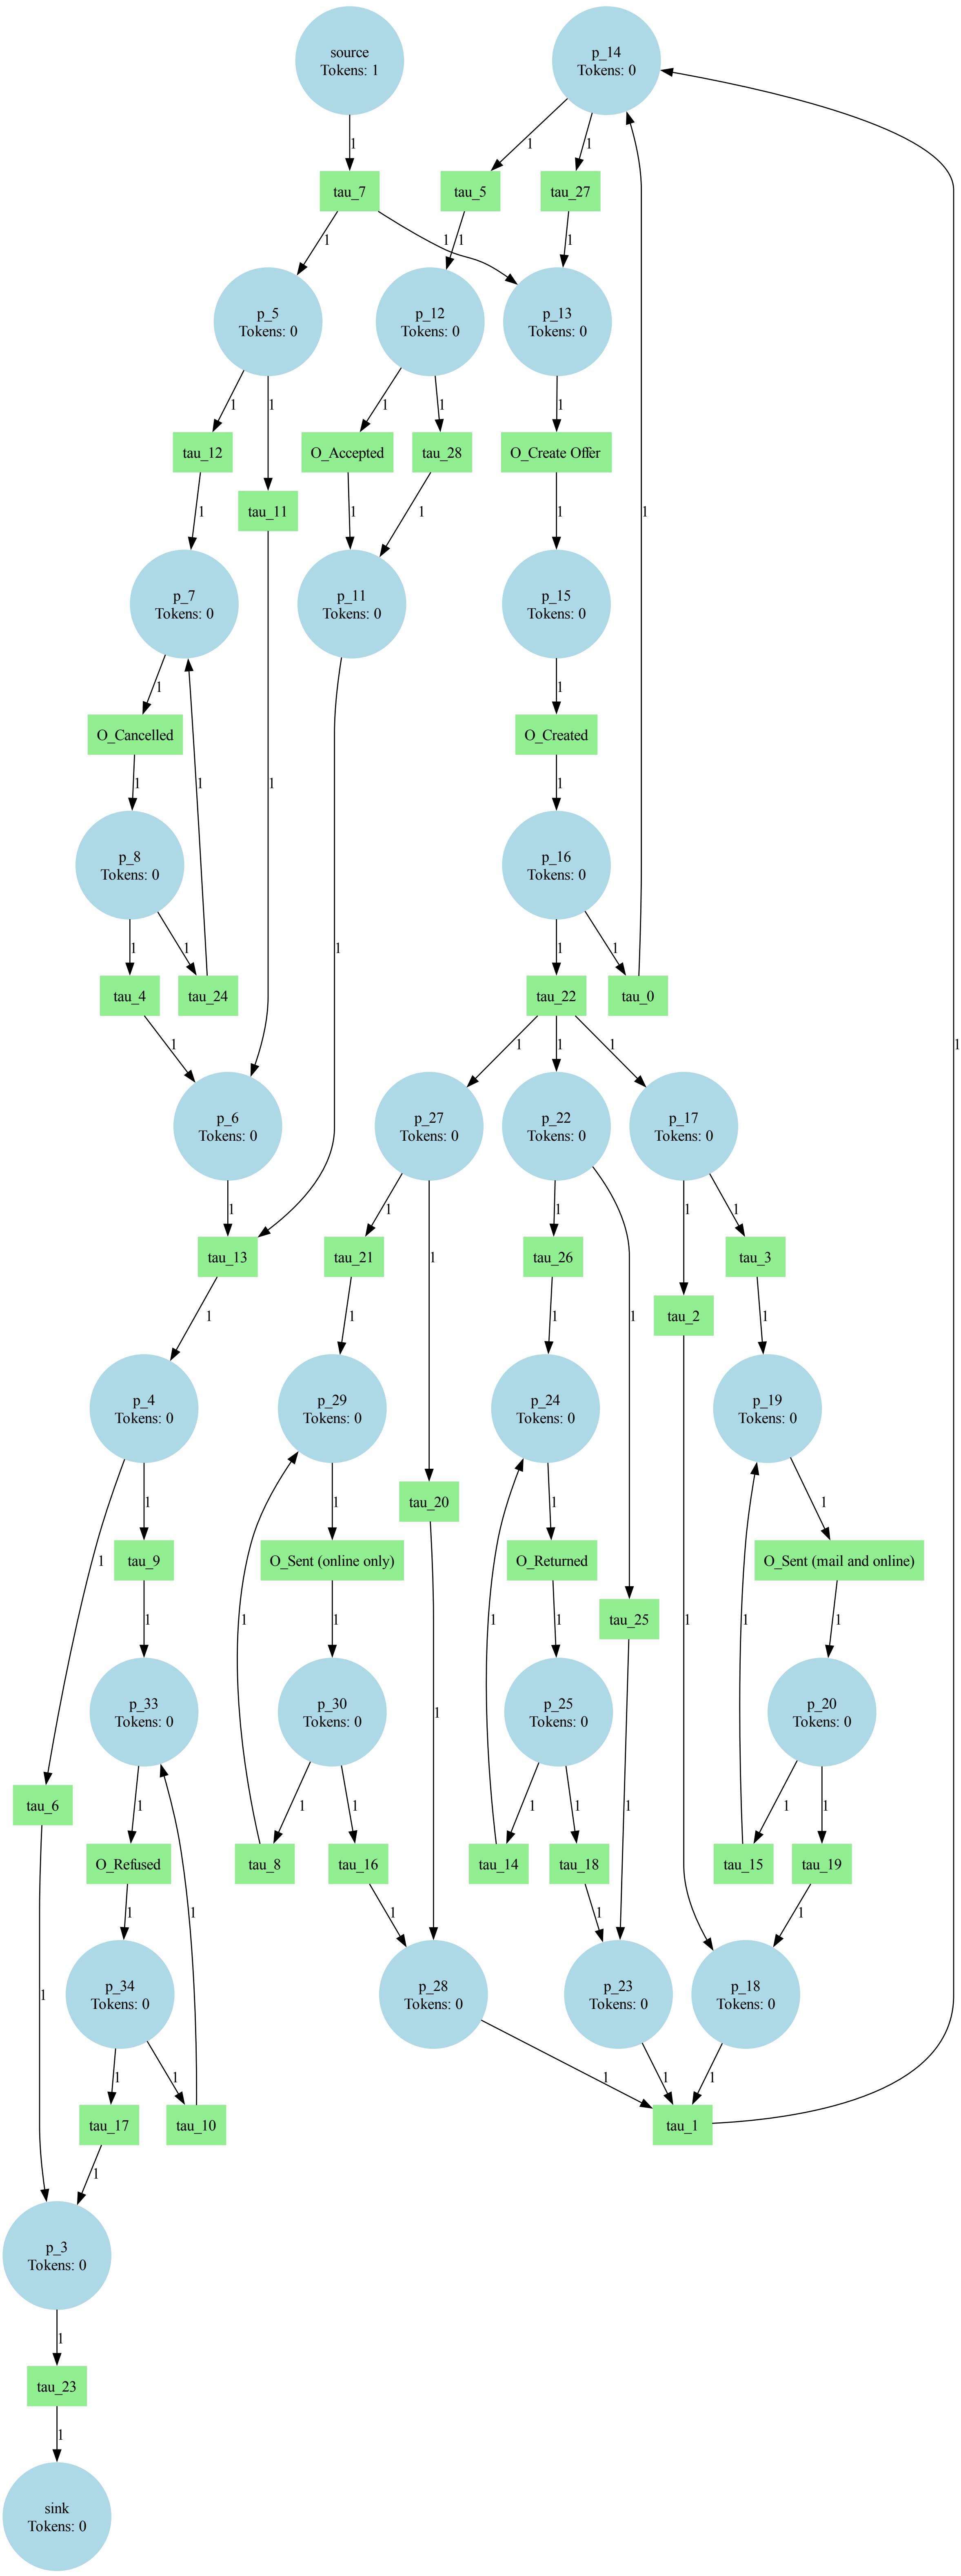 source
Tokens: 1
p_14
Tokens: 0
1
1
1
tau_7
tau_5
tau_27
1
1
1
1
p_5
Tokens: 0
p_12
Tokens: 0
p_13
Tokens: 0
1
1
1
1
1
tau_12
O_Accepted
tau_28
O_Create Offer
tau_11
1
1
1
1
1
p_7
Tokens: 0
p_11
Tokens: 0
p_15
Tokens: 0
1
1
O_Cancelled
O_Created
1
1
1
1
p_8
Tokens: 0
p_16
Tokens: 0
1
1
1
1
1
tau_4
tau_24
tau_22
tau_0
1
1
1
1
1
p_6
Tokens: 0
p_27
Tokens: 0
p_22
Tokens: 0
p_17
Tokens: 0
1
1
1
1
1
tau_13
tau_21
1
tau_26
tau_3
tau_2
1
1
1
1
1
p_4
Tokens: 0
p_29
Tokens: 0
p_24
Tokens: 0
p_19
Tokens: 0
1
1
1
1
tau_20
1
tau_9
O_Sent (online only)
O_Returned
O_Sent (mail and online)
tau_25
1
1
1
1
1
1
1
1
p_33
Tokens: 0
p_30
Tokens: 0
p_25
Tokens: 0
p_20
Tokens: 0
1
tau_6
1
1
1
1
1
1
1
1
O_Refused
tau_8
tau_16
tau_14
tau_18
tau_15
tau_19
1
1
1
1
1
p_34
Tokens: 0
p_28
Tokens: 0
p_23
Tokens: 0
p_18
Tokens: 0
1
1
1
1
1
1
tau_17
tau_10
tau_1
1
p_3
Tokens: 0
1
tau_23
1
sink
Tokens: 0